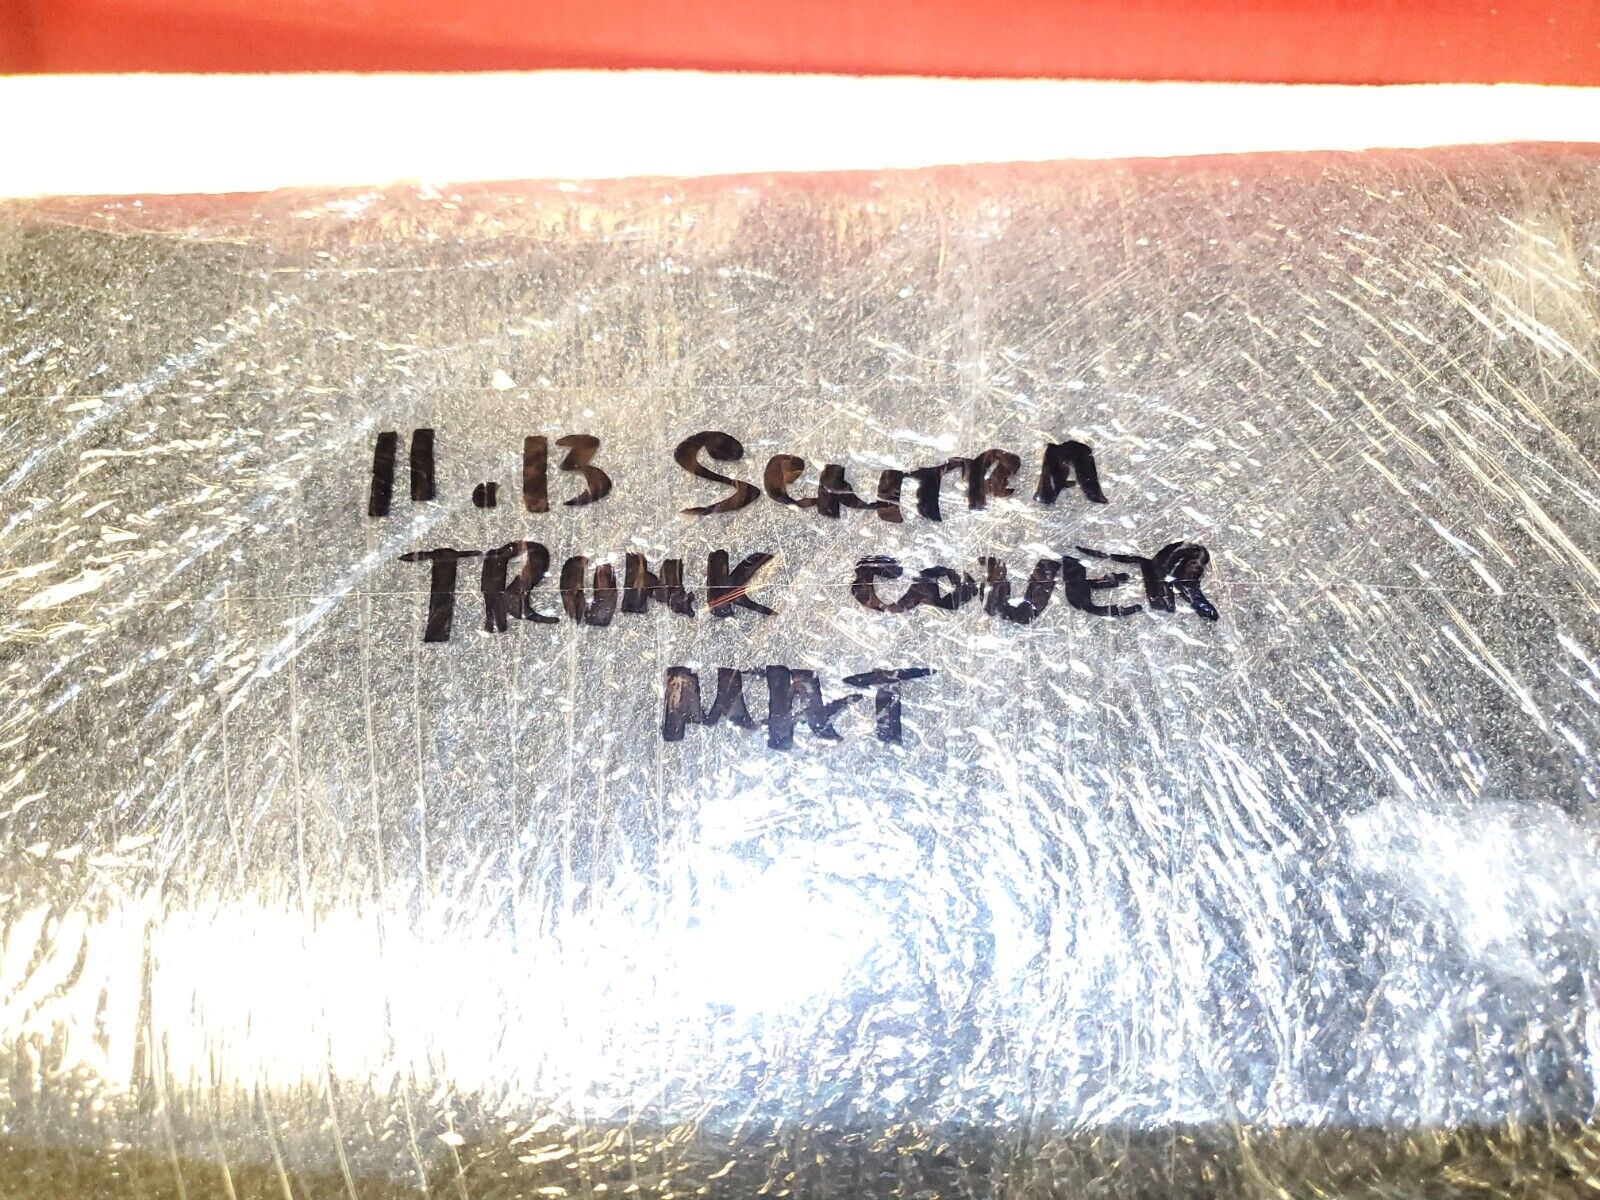 11.13 SENTRA
TRUNK COVER
MAT